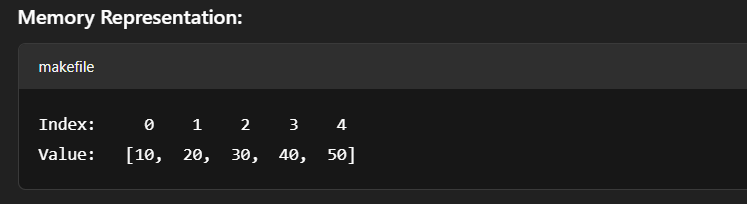 Memory Representation:
makefile
Index:     0    1    2    3    4
Value:   [10,  20,  30,  40,  50]